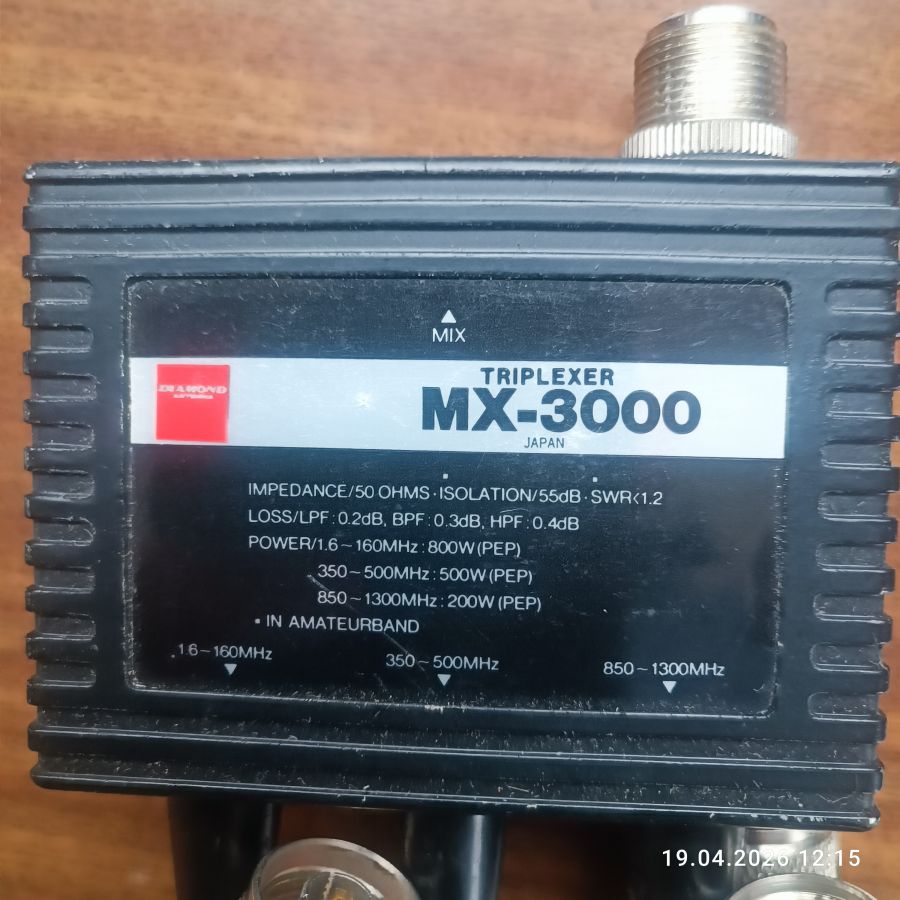 ▲
MIX
DIAMOND
ANTENNA
TRIPLEXER
MX-3000
JAPAN
IMPEDANCE/50 OHMS · ISOLATION/55dB · SWR<1.2
LOSS/LPF : 0.2dB, BPF : 0.3dB, HPF : 0.4dB
POWER/1.6~160MHz : 800W (PEP)
350~500MHz : 500W (PEP)
850~1300MHz : 200W (PEP)
• IN AMATEURBAND
1.6~160MHz 350~500MHz 850~1300MHz
▼ ▼ ▼
19.04.2026 12:15